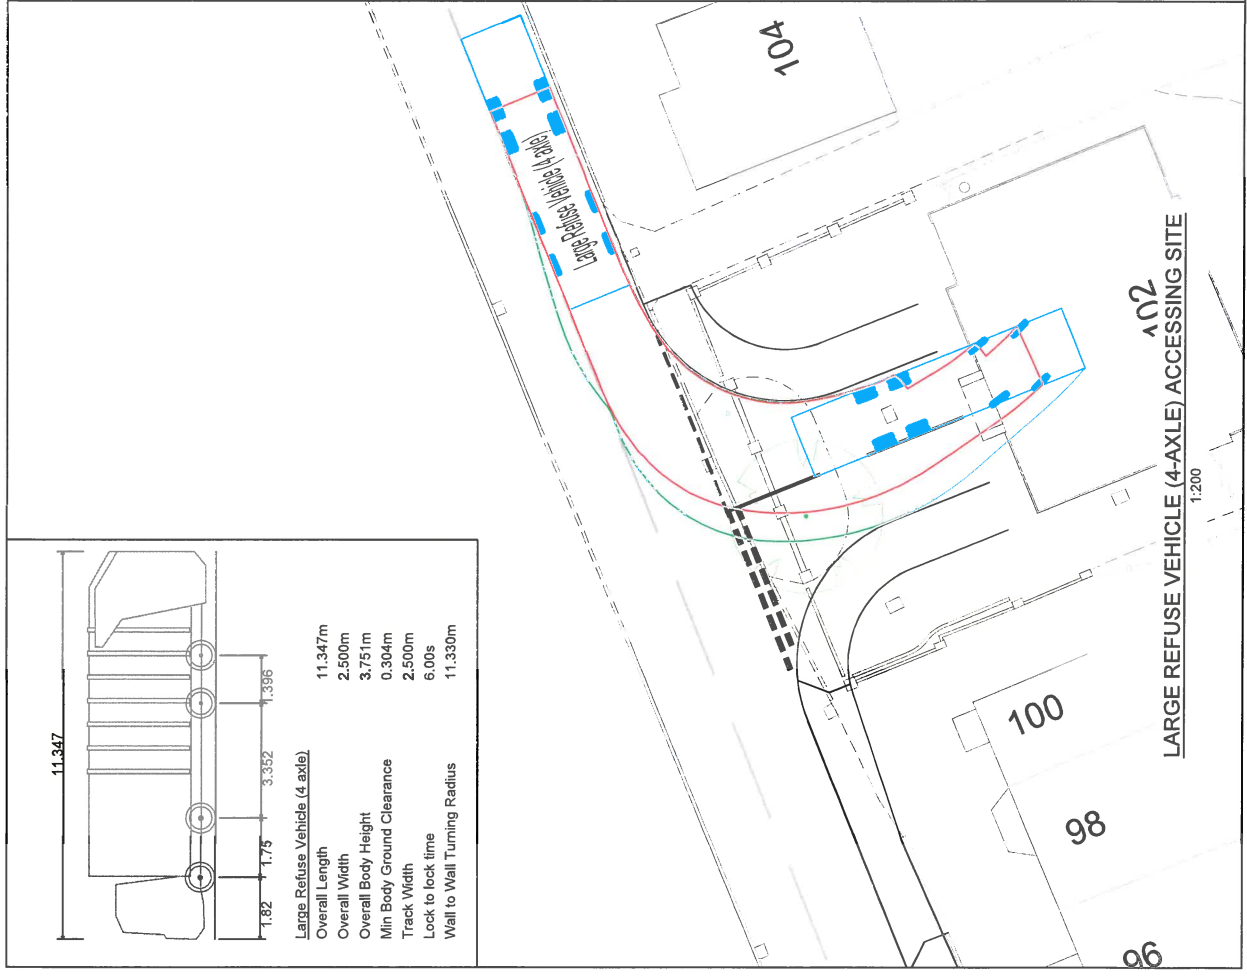 11.347
1.82
1.75
3.352
1.396
Large Refuse Vehicle (4 axle)
Overall Length 11.347m
Overall Width 2.500m
Overall Body Height 3.751m
Min Body Ground Clearance 0.304m
Track Width 2.500m
Lock to lock time 6.00s
Wall to Wall Turning Radius 11.330m
Large Refuse Vehicle (4 axle)
104
102
100
98
96
LARGE REFUSE VEHICLE (4-AXLE) ACCESSING SITE
1:200